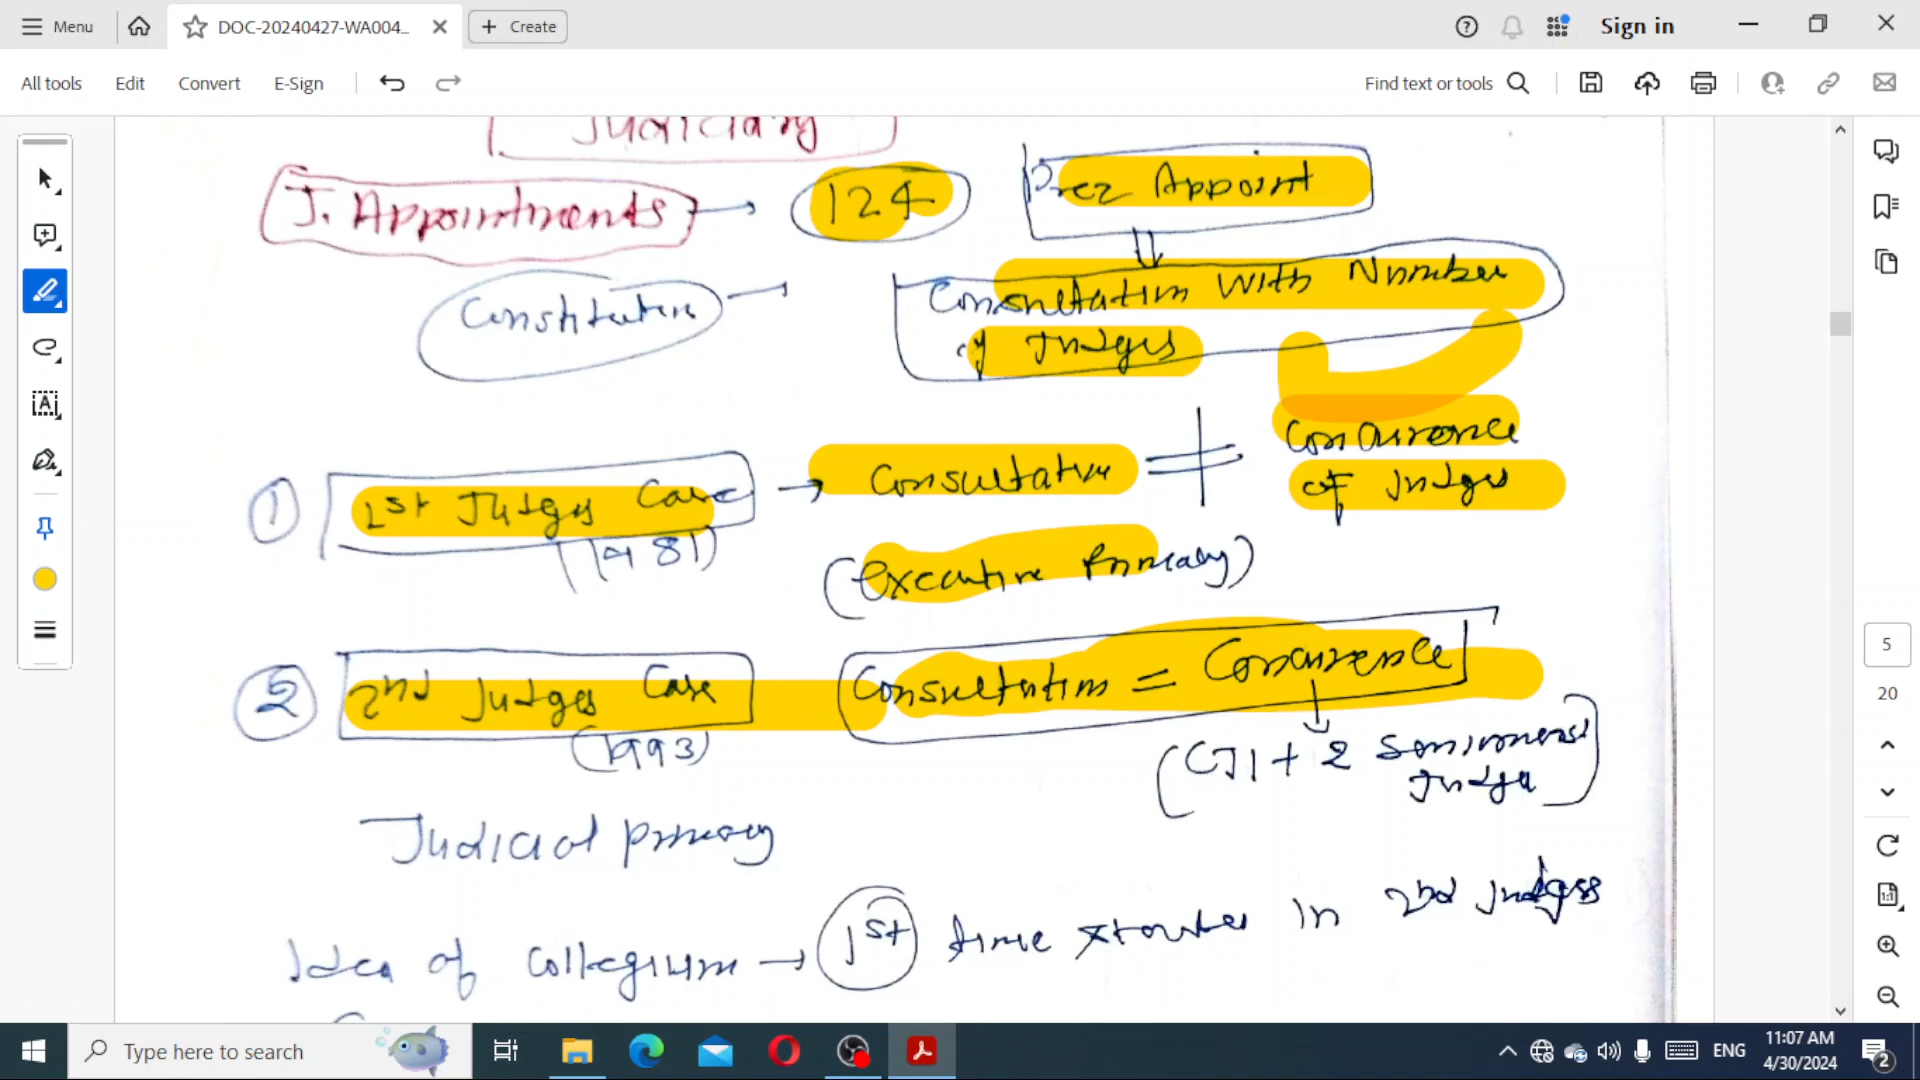 Menu
DOC-20240427-WA004...
Create
Sign in
All tools
Edit
Convert
E-Sign
Find text or tools
Judiciary
J. Appointments → 124
Prez Appoint
Constitution →
Consultation with Number
of Judges
① 1st Judges Case → Consultation ≠ Concurrence
of Judges
(1981)
(Executive Primacy)
② 2nd Judges Case Consultation = Concurrence
(1993)
(CJI + 2 Seniormost
Judge)
Judicial primacy
Idea of Collegium → 1st time in 2nd Judges
5
20
Type here to search
ENG
11:07 AM
4/30/2024
2